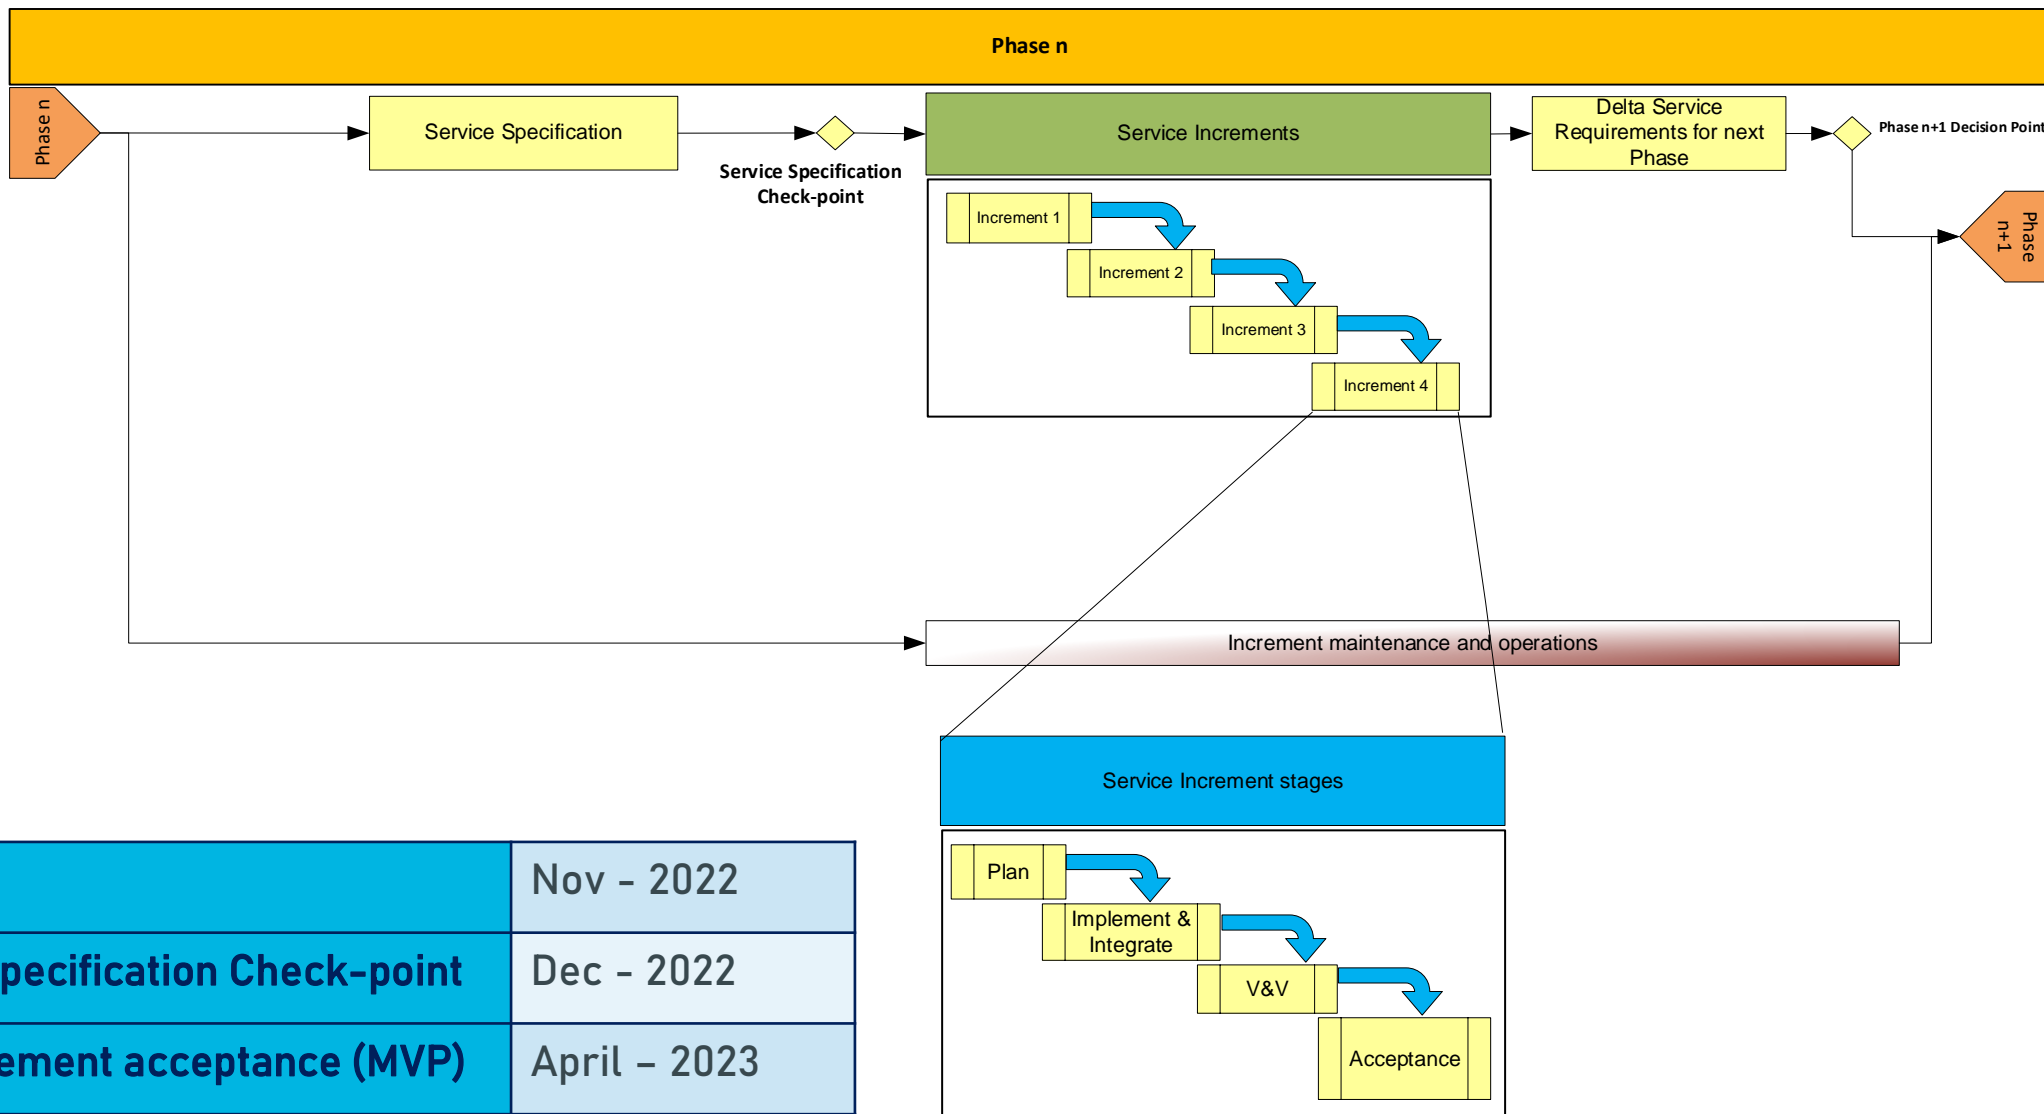 Phase n
Phase n
Service Specification
Service Specification
Check-point
Service Increments
Delta Service
Requirements for next
Phase
Phase n+1 Decision Point
Phase
n+1
Increment 1
Increment 2
Increment 3
Increment 4
Increment maintenance and operations
Service Increment stages
Plan
Implement &
Integrate
V&V
Acceptance
Nov - 2022
Check-point
Dec - 2022
acceptance (MVP)
April – 2023